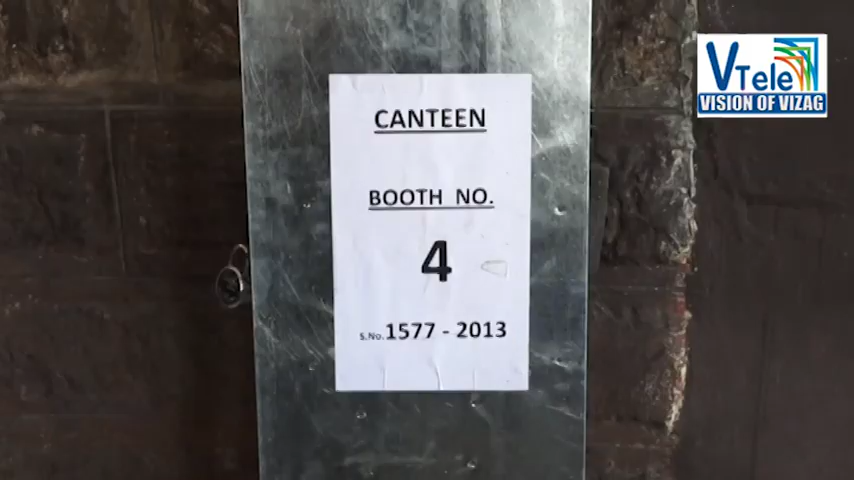 CANTEEN
BOOTH NO.
4
S.No. 1577 - 2013
VTele
VISION OF VIZAG